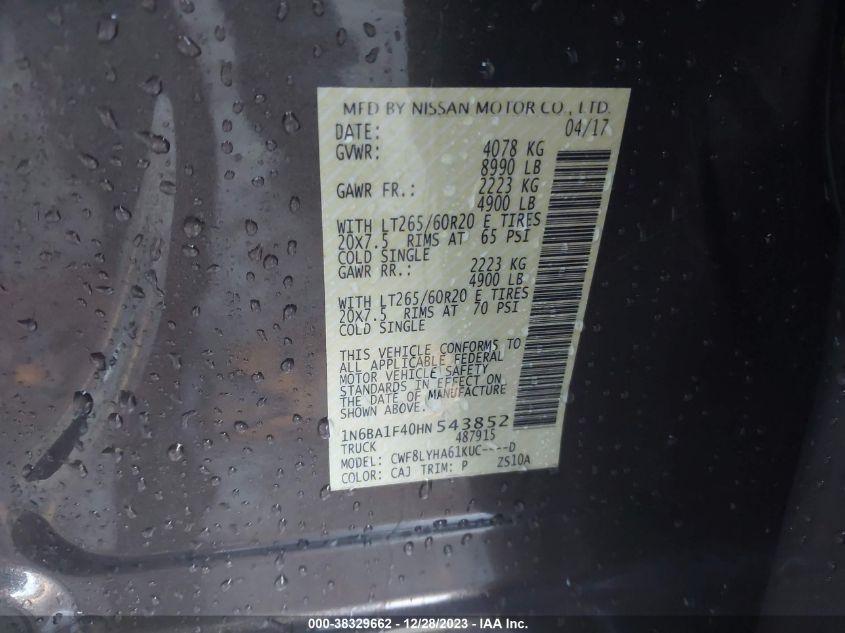 MFD BY NISSAN MOTOR CO., LTD.
DATE: 04/17
GVWR: 4078 KG
8990 LB
GAWR FR.: 2223 KG
4900 LB
WITH LT265/60R20 E TIRES
20X7.5 RIMS AT 65 PSI
COLD SINGLE
GAWR RR.: 2223 KG
4900 LB
WITH LT265/60R20 E TIRES
20X7.5 RIMS AT 70 PSI
COLD SINGLE
THIS VEHICLE CONFORMS TO
ALL APPLICABLE FEDERAL
MOTOR VEHICLE SAFETY
STANDARDS IN EFFECT ON
THE DATE OF MANUFACTURE
SHOWN ABOVE.
1N6BA1F40HN 543852
TRUCK 487915
MODEL: CWF8LYHA61KUC----D
COLOR: CAJ TRIM: P ZS10A
000-38329662 - 12/28/2023 - IAA Inc.